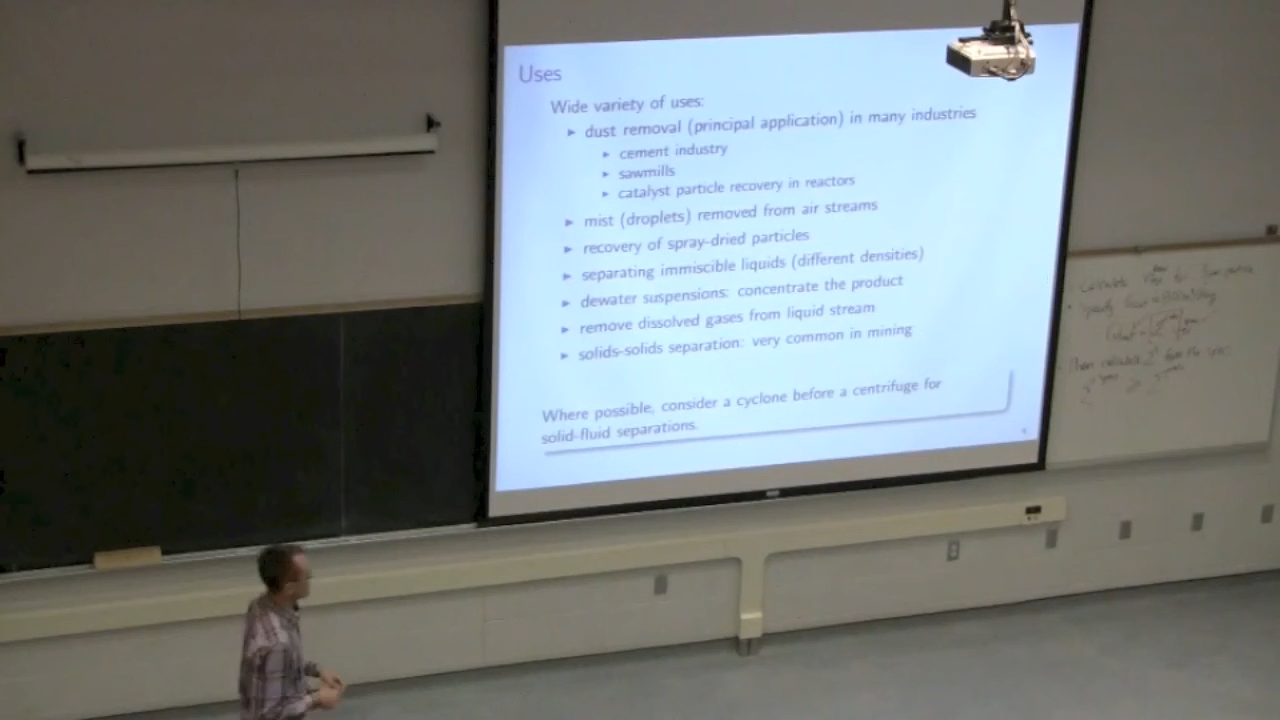 Uses
Wide variety of uses:
▸ dust removal (principal application) in many industries
▸ cement industry
▸ sawmills
▸ catalyst particle recovery in reactors
▸ mist (droplets) removed from air streams
▸ recovery of spray-dried particles
▸ separating immiscible liquids (different densities)
▸ dewater suspensions: concentrate the product
▸ remove dissolved gases from liquid stream
▸ solids-solids separation: very common in mining
Where possible, consider a cyclone before a centrifuge for
solid-fluid separations.
Calculate